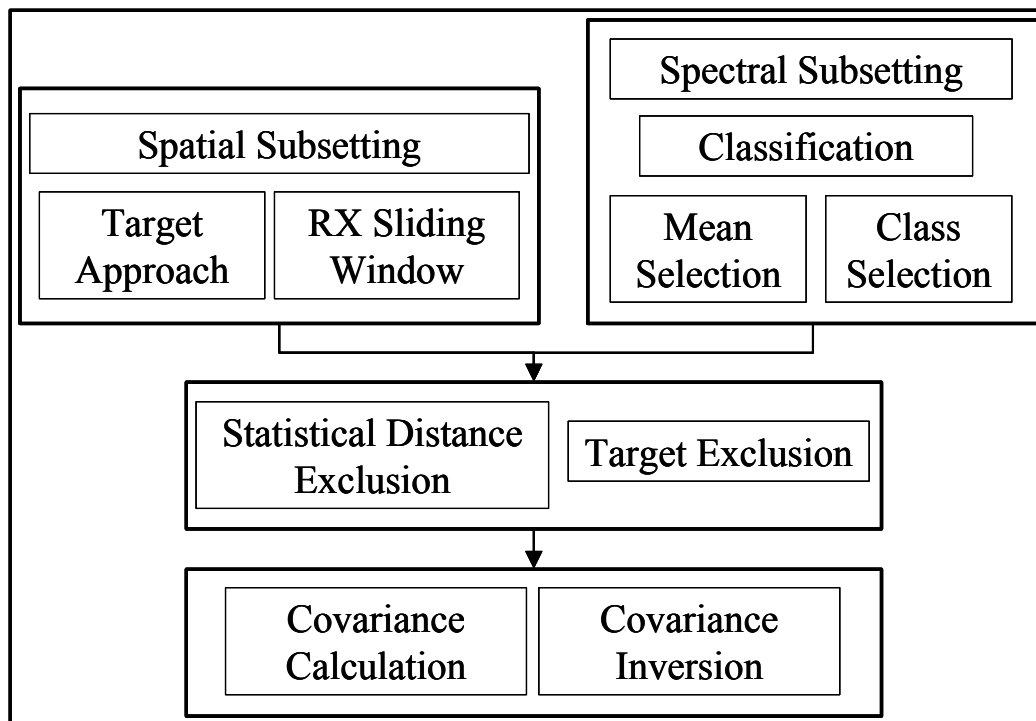 Spatial Subsetting
Target
Approach
RX Sliding
Window
Spectral Subsetting
Classification
Mean
Selection
Class
Selection
Statistical Distance
Exclusion
Target Exclusion
Covariance
Calculation
Covariance
Inversion